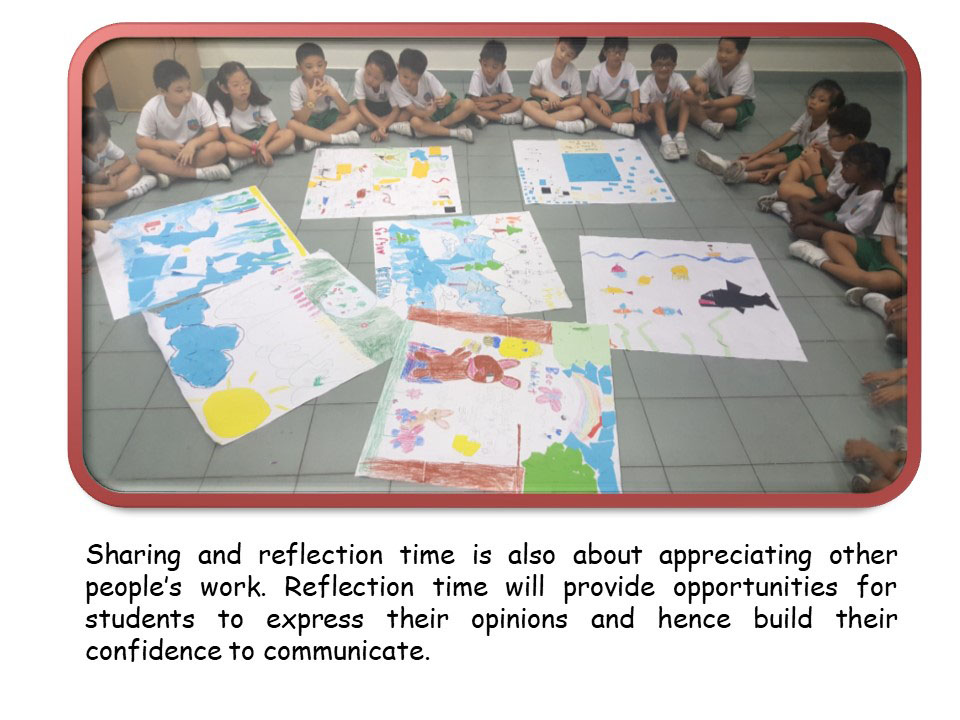 Sharing and reflection time is also about appreciating other
people's work. Reflection time will provide opportunities for
students to express their opinions and hence build their
confidence to communicate.